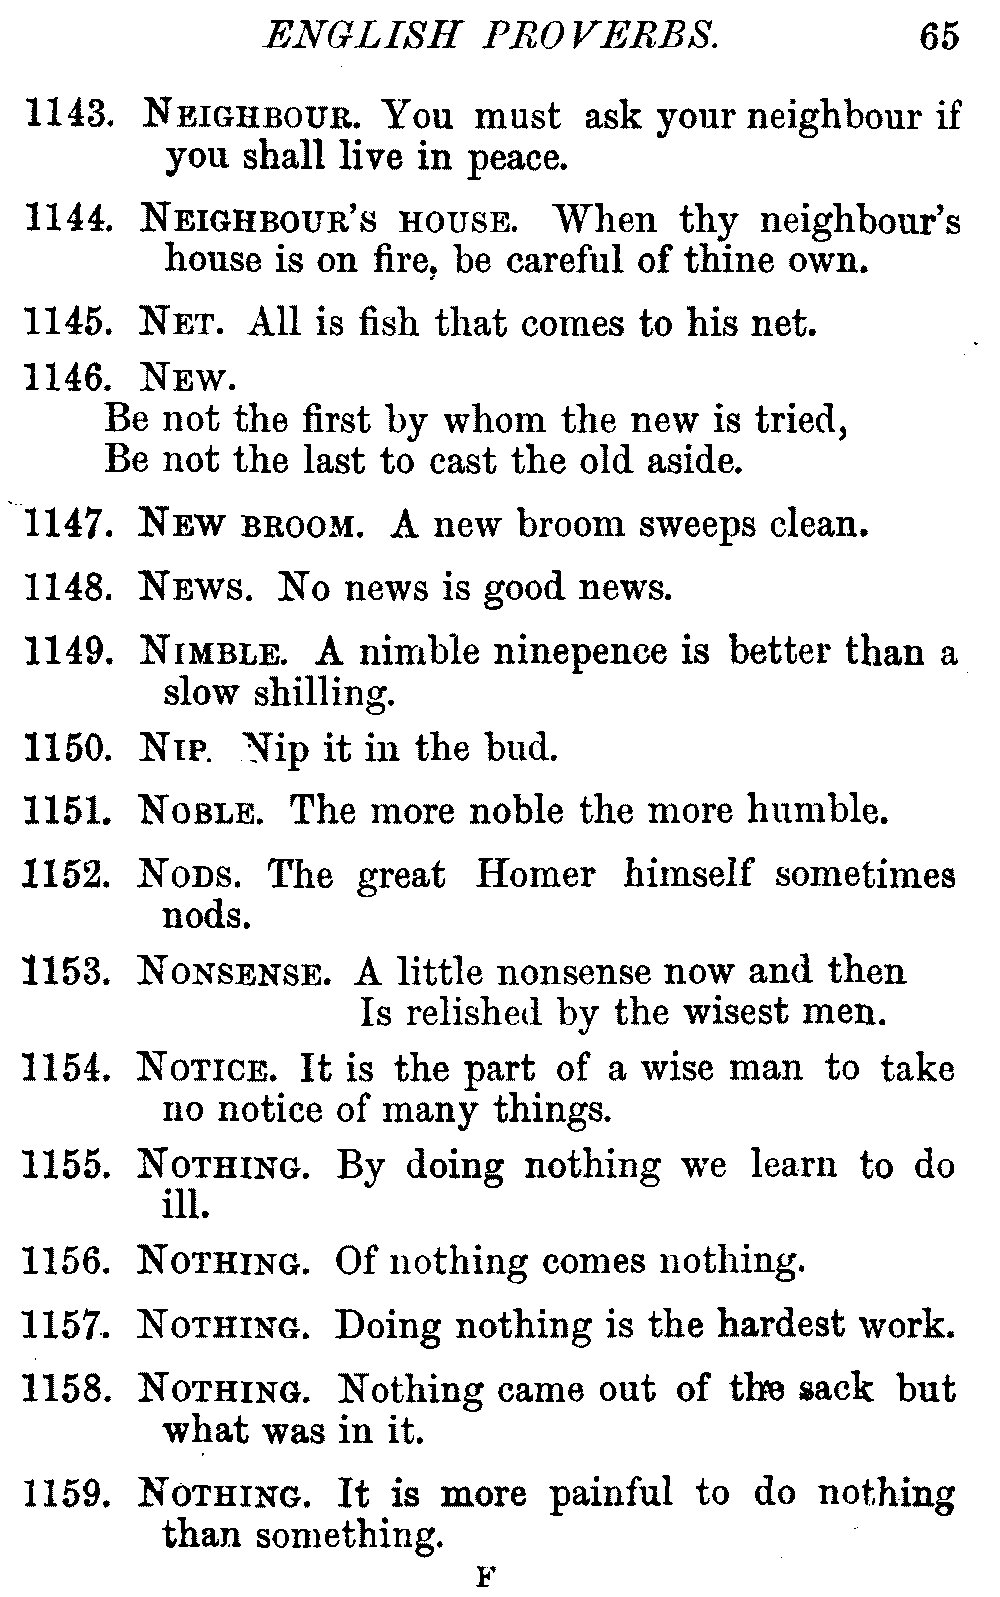 ENGLISH PROVERBS. 65
1143. NEIGHBOUR. You must ask your neighbour if
you shall live in peace.
1144. NEIGHBOUR'S HOUSE. When thy neighbour's
house is on fire, be careful of thine own.
1145. NET. All is fish that comes to his net.
1146. NEW.
Be not the first by whom the new is tried,
Be not the last to cast the old aside.
1147. NEW BROOM. A new broom sweeps clean.
1148. NEWS. No news is good news.
1149. NIMBLE. A nimble ninepence is better than a
slow shilling.
1150. NIP. Nip it in the bud.
1151. NOBLE. The more noble the more humble.
1152. NODS. The great Homer himself sometimes
nods.
1153. NONSENSE. A little nonsense now and then
Is relished by the wisest men.
1154. NOTICE. It is the part of a wise man to take
no notice of many things.
1155. NOTHING. By doing nothing we learn to do
ill.
1156. NOTHING. Of nothing comes nothing.
1157. NOTHING. Doing nothing is the hardest work.
1158. NOTHING. Nothing came out of the sack but
what was in it.
1159. NOTHING. It is more painful to do nothing
than something.
F